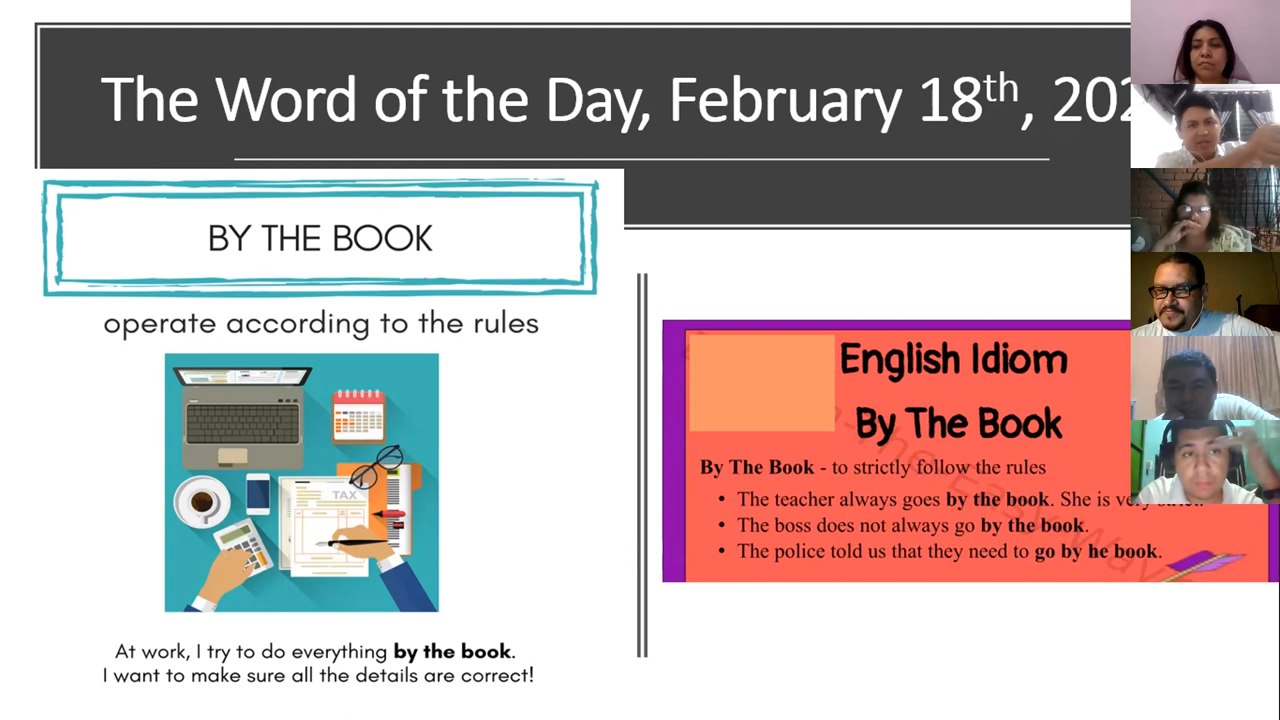 The Word of the Day, February 18th, 202
BY THE BOOK
operate according to the rules
TAX
At work, I try to do everything by the book.
I want to make sure all the details are correct!
English Idiom
By The Book
By The Book - to strictly follow the rules
• The teacher always goes by the book. She is very strict.
• The boss does not always go by the book.
• The police told us that they need to go by he book.
Easy Way